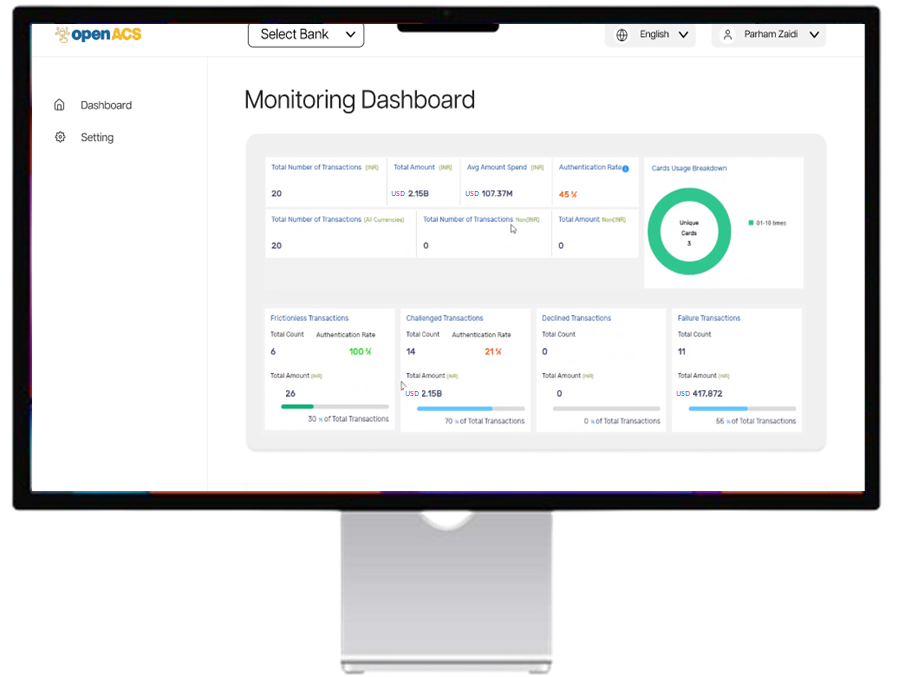 openACS
Select Bank
English
Parham Zaidi
Dashboard
Setting
Monitoring Dashboard
Total Number of Transactions (INR)
20
Total Amount (INR)
USD 2.15B
Avg Amount Spend (INR)
USD 107.37M
Authentication Rate
45 %
Total Number of Transactions (All Currencies)
20
Total Number of Transactions Non(INR)
0
Total Amount Non(INR)
0
Cards Usage Breakdown
Unique
Cards
3
01-10 times
Frictionless Transactions
Total Count Authentication Rate
6 100 %
Total Amount (INR)
26
30 % of Total Transactions
Challenged Transactions
Total Count Authentication Rate
14 21 %
Total Amount (INR)
USD 2.15B
70 % of Total Transactions
Declined Transactions
Total Count
0
Total Amount (INR)
0
0 % of Total Transactions
Failure Transactions
Total Count
11
Total Amount (INR)
USD 417,872
55 % of Total Transactions